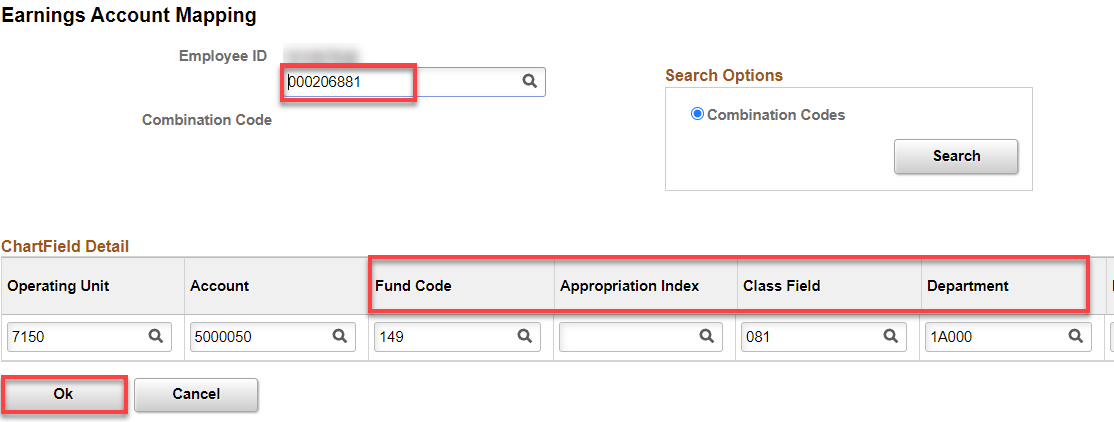 Earnings Account Mapping
Employee ID
000206881
Combination Code
Search Options
Combination Codes
Search
ChartField Detail
Operating Unit Account Fund Code Appropriation Index Class Field Department
7150 5000050 149 081 1A000
Ok Cancel